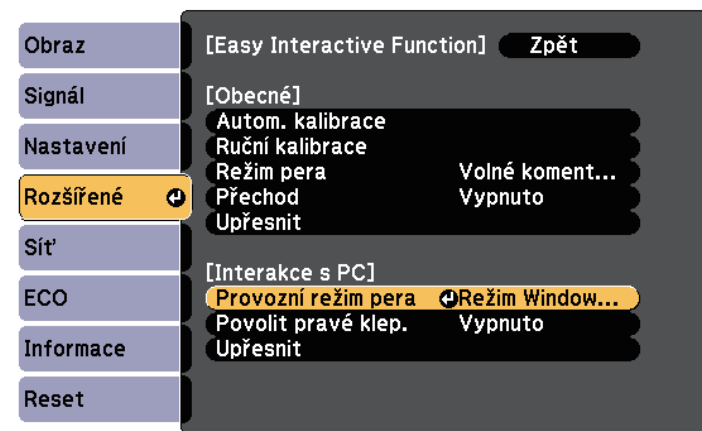 Obraz
Signál
Nastavení
Rozšířené
Síť
ECO
Informace
Reset
[Easy Interactive Function] Zpět
[Obecné]
Autom. kalibrace
Ruční kalibrace
Režim pera Volné koment...
Přechod Vypnuto
Upřesnit
[Interakce s PC]
Provozní režim pera Režim Window...
Povolit pravé klep. Vypnuto
Upřesnit